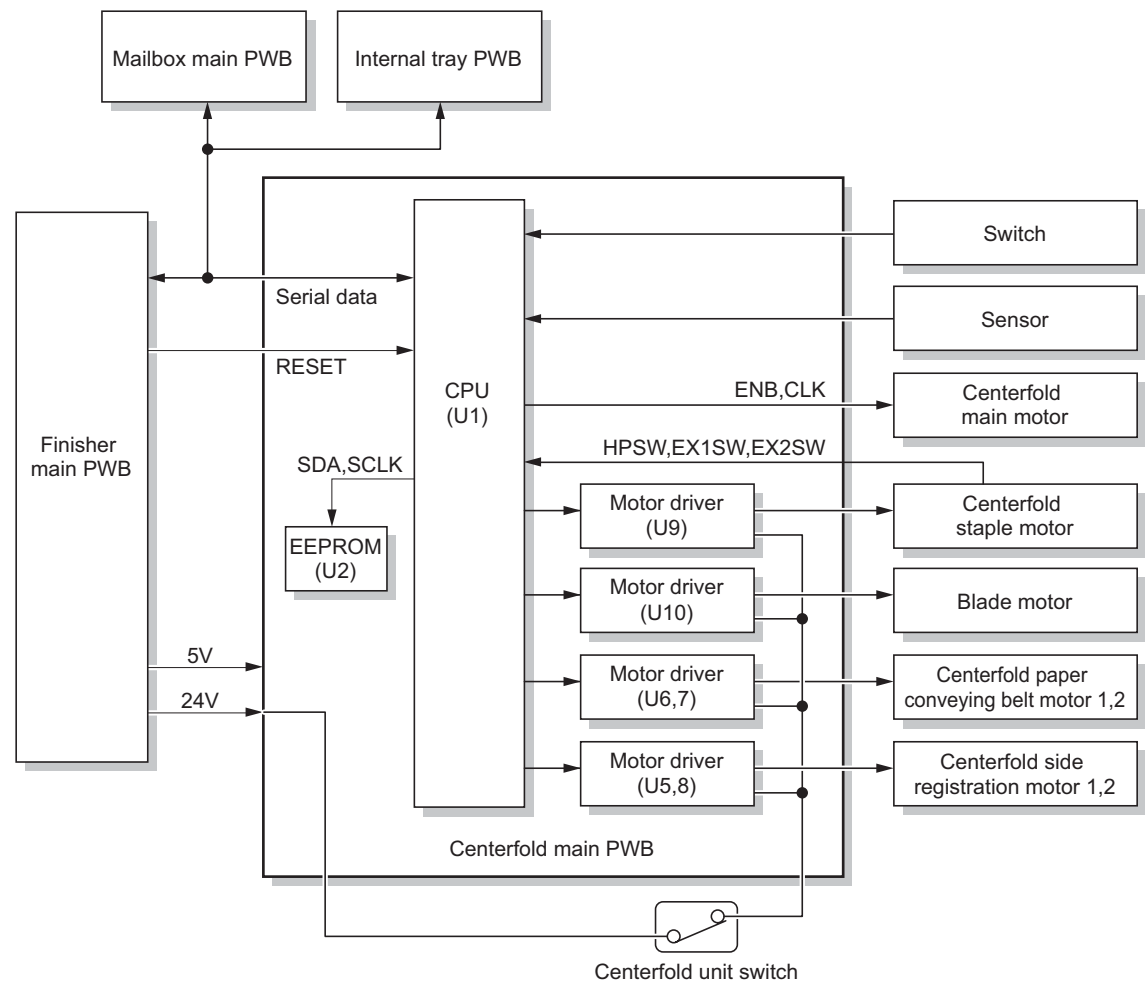 Mailbox main PWB
Internal tray PWB
Switch
Serial data
Sensor
RESET
CPU
(U1)
ENB,CLK
Centerfold
main motor
Finisher
main PWB
HPSW,EX1SW,EX2SW
SDA,SCLK
Motor driver
(U9)
Centerfold
staple motor
EEPROM
(U2)
Motor driver
(U10)
Blade motor
5V
Motor driver
(U6,7)
Centerfold paper
conveying belt motor 1,2
24V
Motor driver
(U5,8)
Centerfold side
registration motor 1,2
Centerfold main PWB
Centerfold unit switch